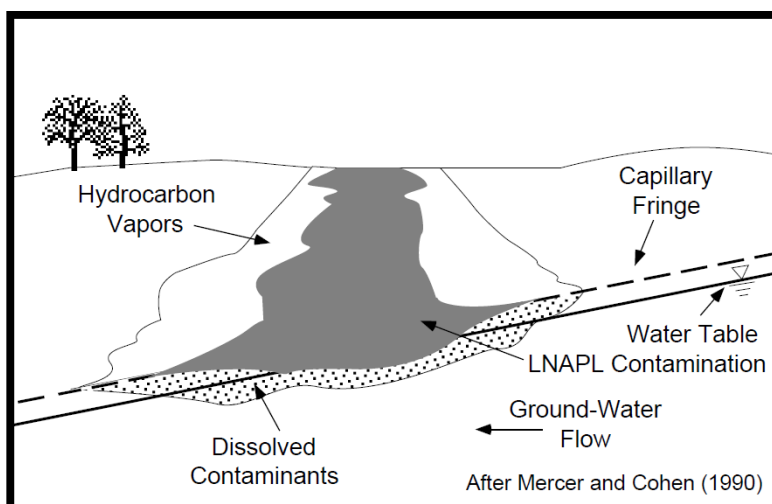 Hydrocarbon
Vapors
Capillary
Fringe
Water Table
LNAPL Contamination
Ground-Water
Flow
Dissolved
Contaminants
After Mercer and Cohen (1990)